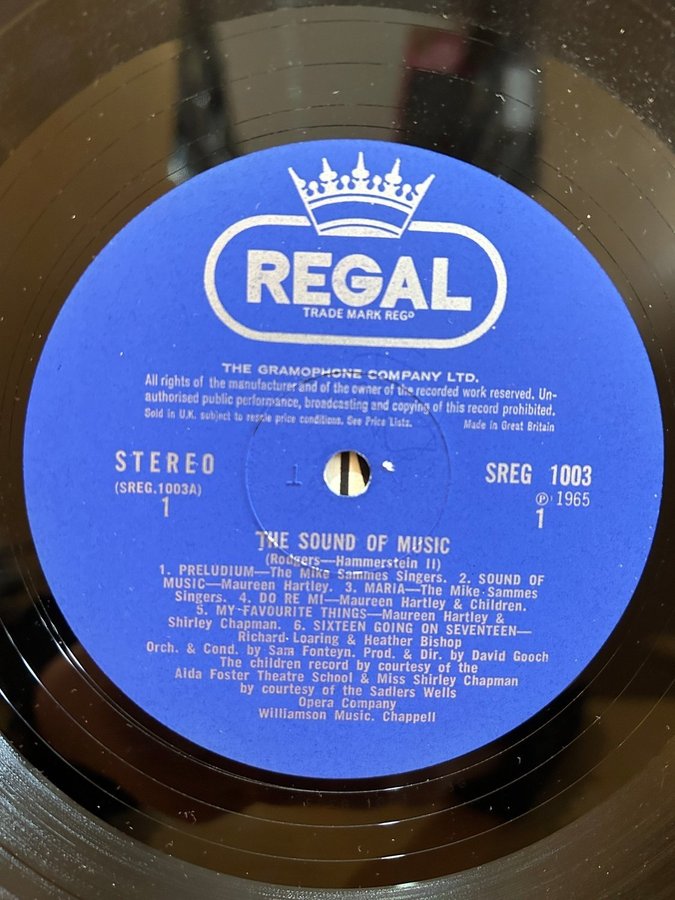 REGAL
TRADE MARK REGD
THE GRAMOPHONE COMPANY LTD.
All rights of the manufacturer and of the owner of the recorded work reserved. Un-
authorised public performance, broadcasting and copying of this record prohibited.
Sold in U.K. subject to resale price conditions. See Price Lists.
Made in Great Britain
STEREO
(SREG.1003A)
1
1
SREG 1003
Ⓟ 1965
1
THE SOUND OF MUSIC
(Rodgers—Hammerstein II)
1. PRELUDIUM—The Mike Sammes Singers. 2. SOUND OF
MUSIC—Maureen Hartley. 3. MARIA—The Mike Sammes
Singers. 4. DO RE MI—Maureen Hartley & Children.
5. MY FAVOURITE THINGS—Maureen Hartley &
Shirley Chapman. 6. SIXTEEN GOING ON SEVENTEEN—
Richard Loaring & Heather Bishop
Orch. & Cond. by Sam Fonteyn. Prod. & Dir. by David Gooch
The children record by courtesy of the
Aida Foster Theatre School & Miss Shirley Chapman
by courtesy of the Sadlers Wells
Opera Company
Williamson Music. Chappell